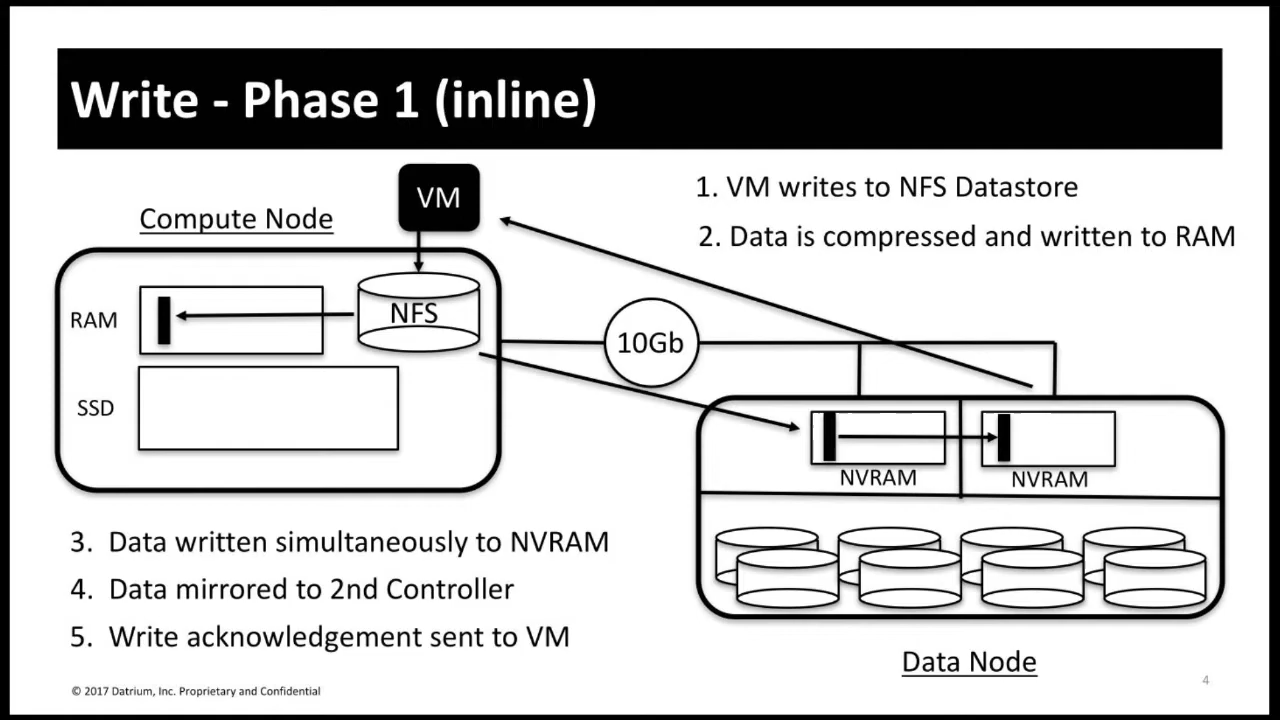 Write - Phase 1 (inline)
VM
1. VM writes to NFS Datastore
2. Data is compressed and written to RAM
Compute Node
RAM
NFS
SSD
10Gb
NVRAM
NVRAM
3. Data written simultaneously to NVRAM
4. Data mirrored to 2nd Controller
5. Write acknowledgement sent to VM
Data Node
© 2017 Datrium, Inc. Proprietary and Confidential
4